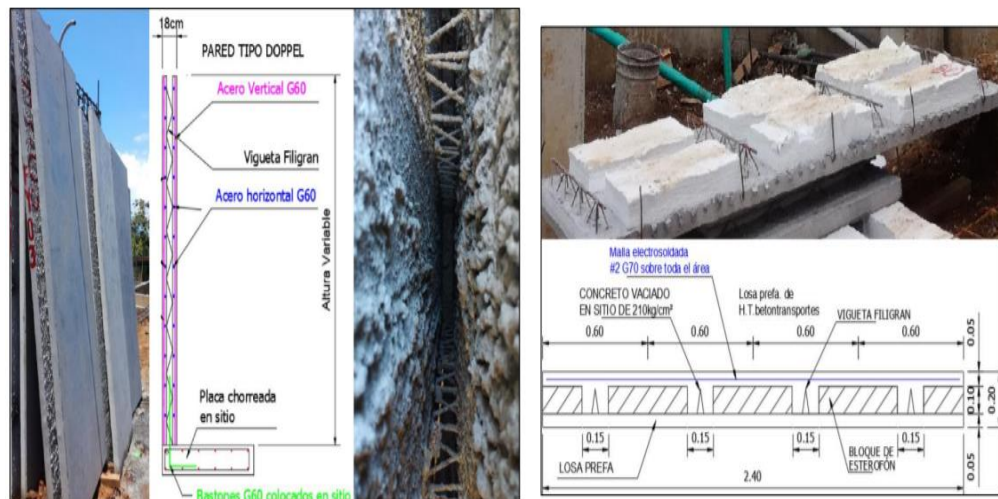 18cm
PARED TIPO DOPPEL
Acero Vertical G60
Vigueta Filigran
Acero horizontal G60
Altura Variable
Placa chorreada
en sitio
Bastones G60 colocados en sitio
Malla electrosoldada
#2 G70 sobre toda el área
CONCRETO VACIADO
EN SITIO DE 210kg/cm²
Losa prefa. de
H.T.betontransportes
VIGUETA FILIGRAN
0.60
0.60
0.60
0.60
0.05
0.10
0.20
0.05
0.15
0.15
0.15
0.15
LOSA PREFA
BLOQUE DE
ESTEROFÓN
2.40